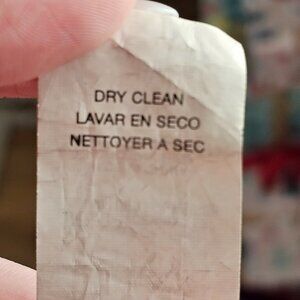 DRY CLEAN
LAVAR EN SECO
NETTOYER A SEC